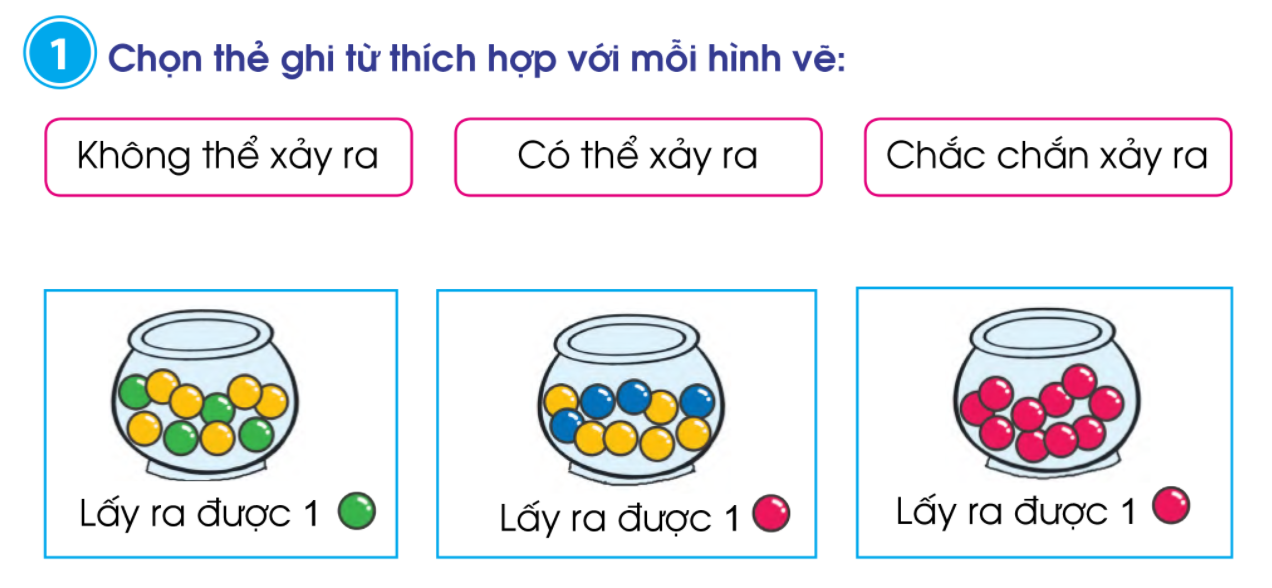 1 Chọn thẻ ghi từ thích hợp với mỗi hình vẽ:
Không thể xảy ra
Có thể xảy ra
Chắc chắn xảy ra
Lấy ra được 1
Lấy ra được 1
Lấy ra được 1